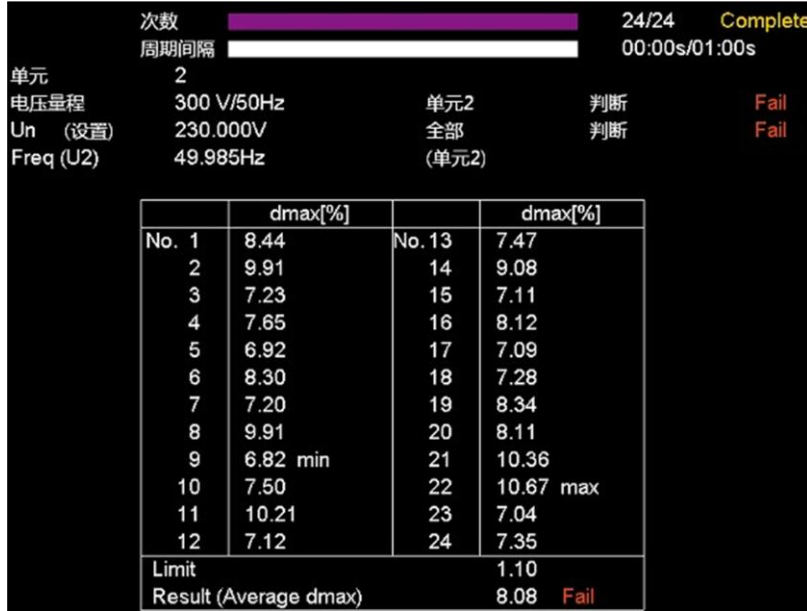 次数 24/24 Complete
周期间隔 00:00s/01:00s
单元 2
电压量程 300 V/50Hz 单元2 判断 Fail
Un (设置) 230.000V 全部 判断 Fail
Freq (U2) 49.985Hz (单元2)
dmax[%] dmax[%]
No. 1 8.44 No. 13 7.47
2 9.91 14 9.08
3 7.23 15 7.11
4 7.65 16 8.12
5 6.92 17 7.09
6 8.30 18 7.28
7 7.20 19 8.34
8 9.91 20 8.11
9 6.82 min 21 10.36
10 7.50 22 10.67 max
11 10.21 23 7.04
12 7.12 24 7.35
Limit 1.10
Result (Average dmax) 8.08 Fail